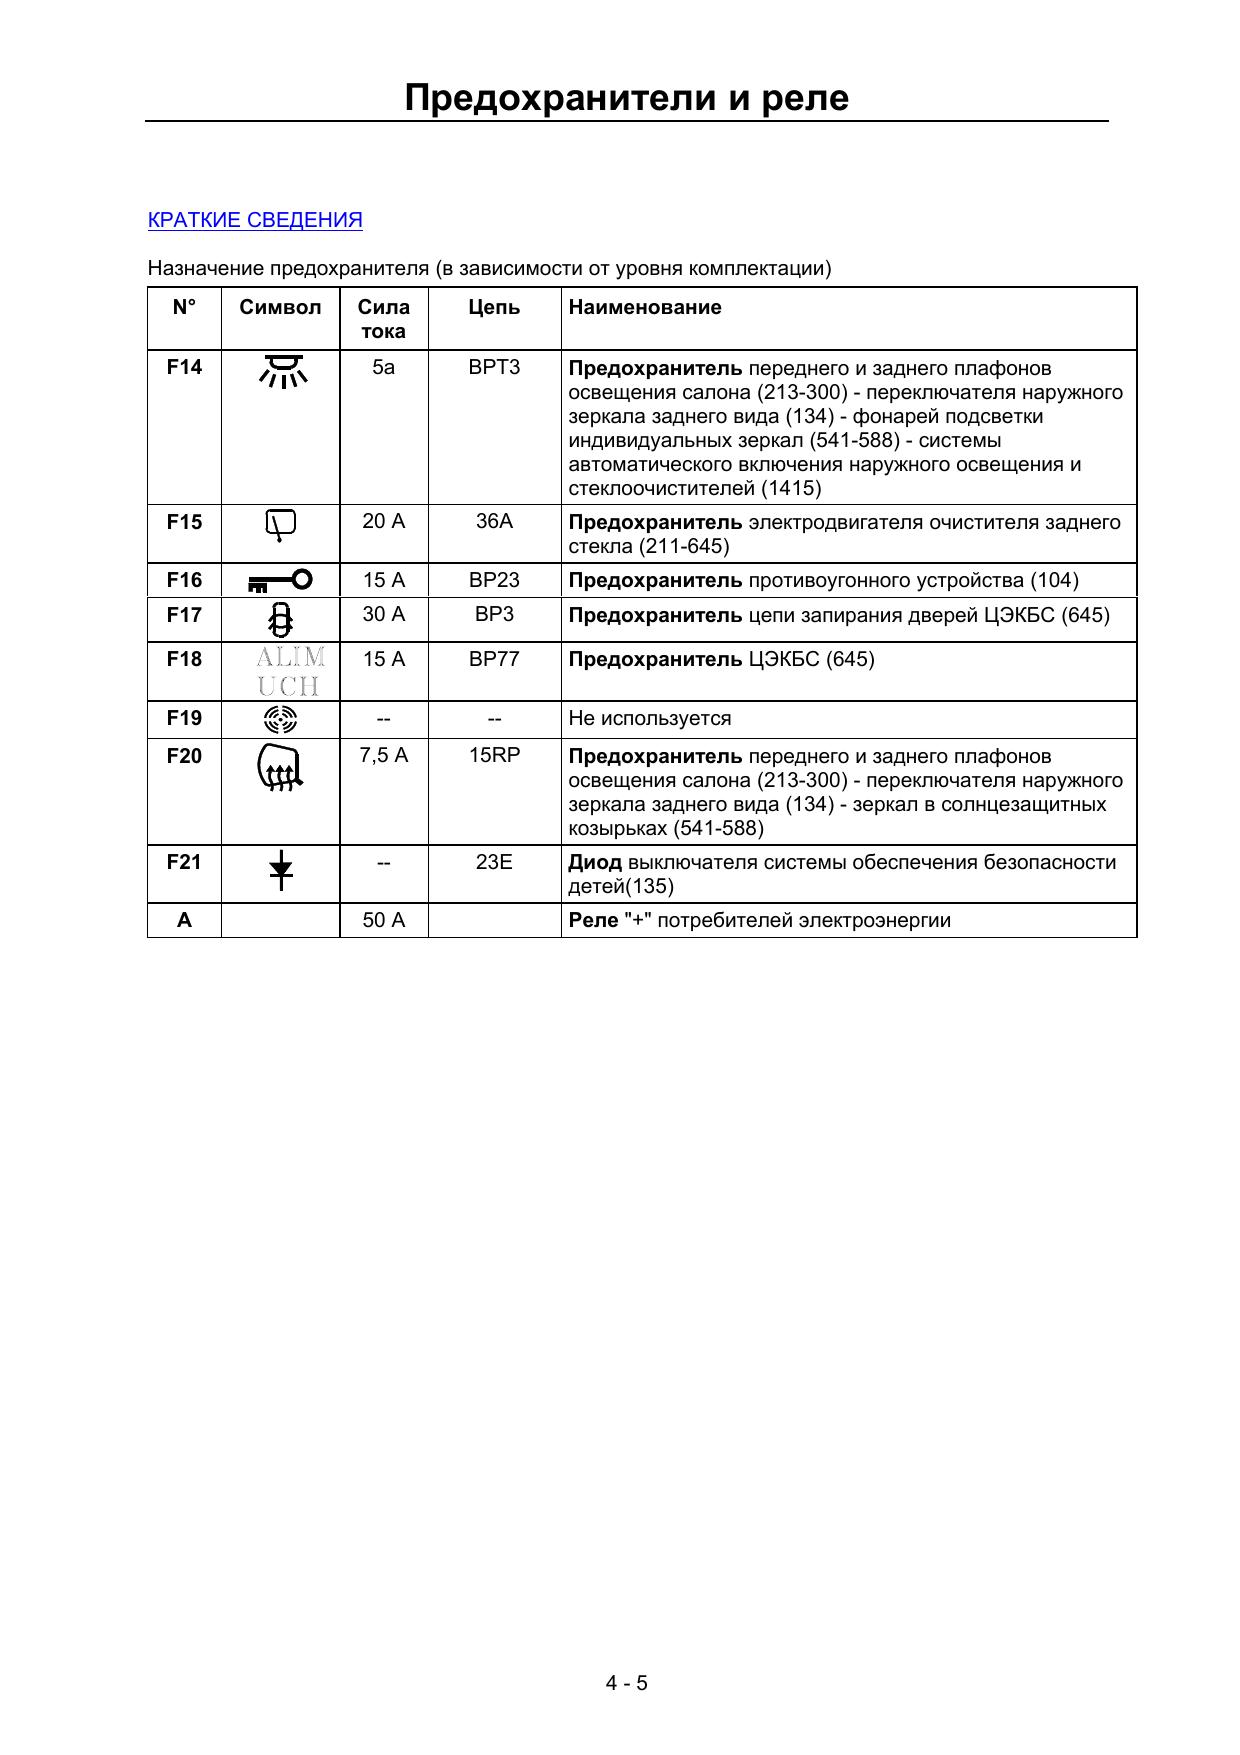 Предохранители и реле
КРАТКИЕ СВЕДЕНИЯ
Назначение предохранителя (в зависимости от уровня комплектации)
N° Символ Сила тока Цепь Наименование
F14 5a BPT3 Предохранитель переднего и заднего плафонов
освещения салона (213-300) - переключателя наружного
зеркала заднего вида (134) - фонарей подсветки
индивидуальных зеркал (541-588) - системы
автоматического включения наружного освещения и
стеклоочистителей (1415)
F15 20 A 36A Предохранитель электродвигателя очистителя заднего
стекла (211-645)
F16 15 A BP23 Предохранитель противоугонного устройства (104)
F17 30 A BP3 Предохранитель цепи запирания дверей ЦЭКБС (645)
F18 ALIM 15 A BP77 Предохранитель ЦЭКБС (645)
UCH
F19 -- -- Не используется
F20 7,5 A 15RP Предохранитель переднего и заднего плафонов
освещения салона (213-300) - переключателя наружного
зеркала заднего вида (134) - зеркал в солнцезащитных
козырьках (541-588)
F21 -- 23E Диод выключателя системы обеспечения безопасности
детей(135)
A 50 A Реле "+" потребителей электроэнергии
4 - 5